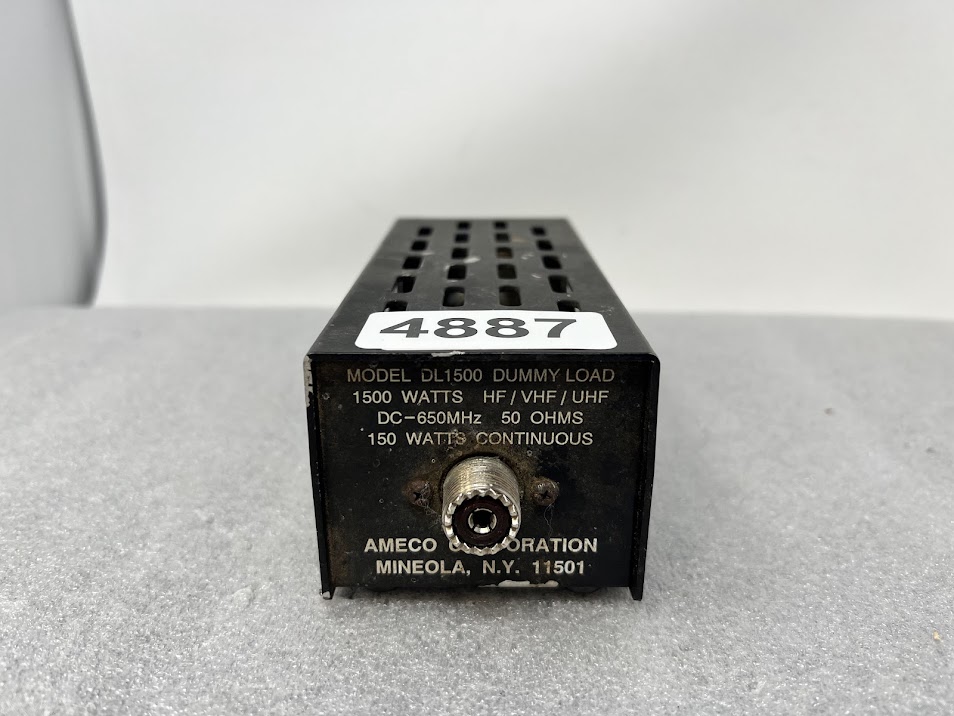 4887
MODEL DL1500 DUMMY LOAD
1500 WATTS HF/VHF/UHF
DC-650MHz 50 OHMS
150 WATTS CONTINUOUS
AMECO CORPORATION
MINEOLA, N.Y. 11501